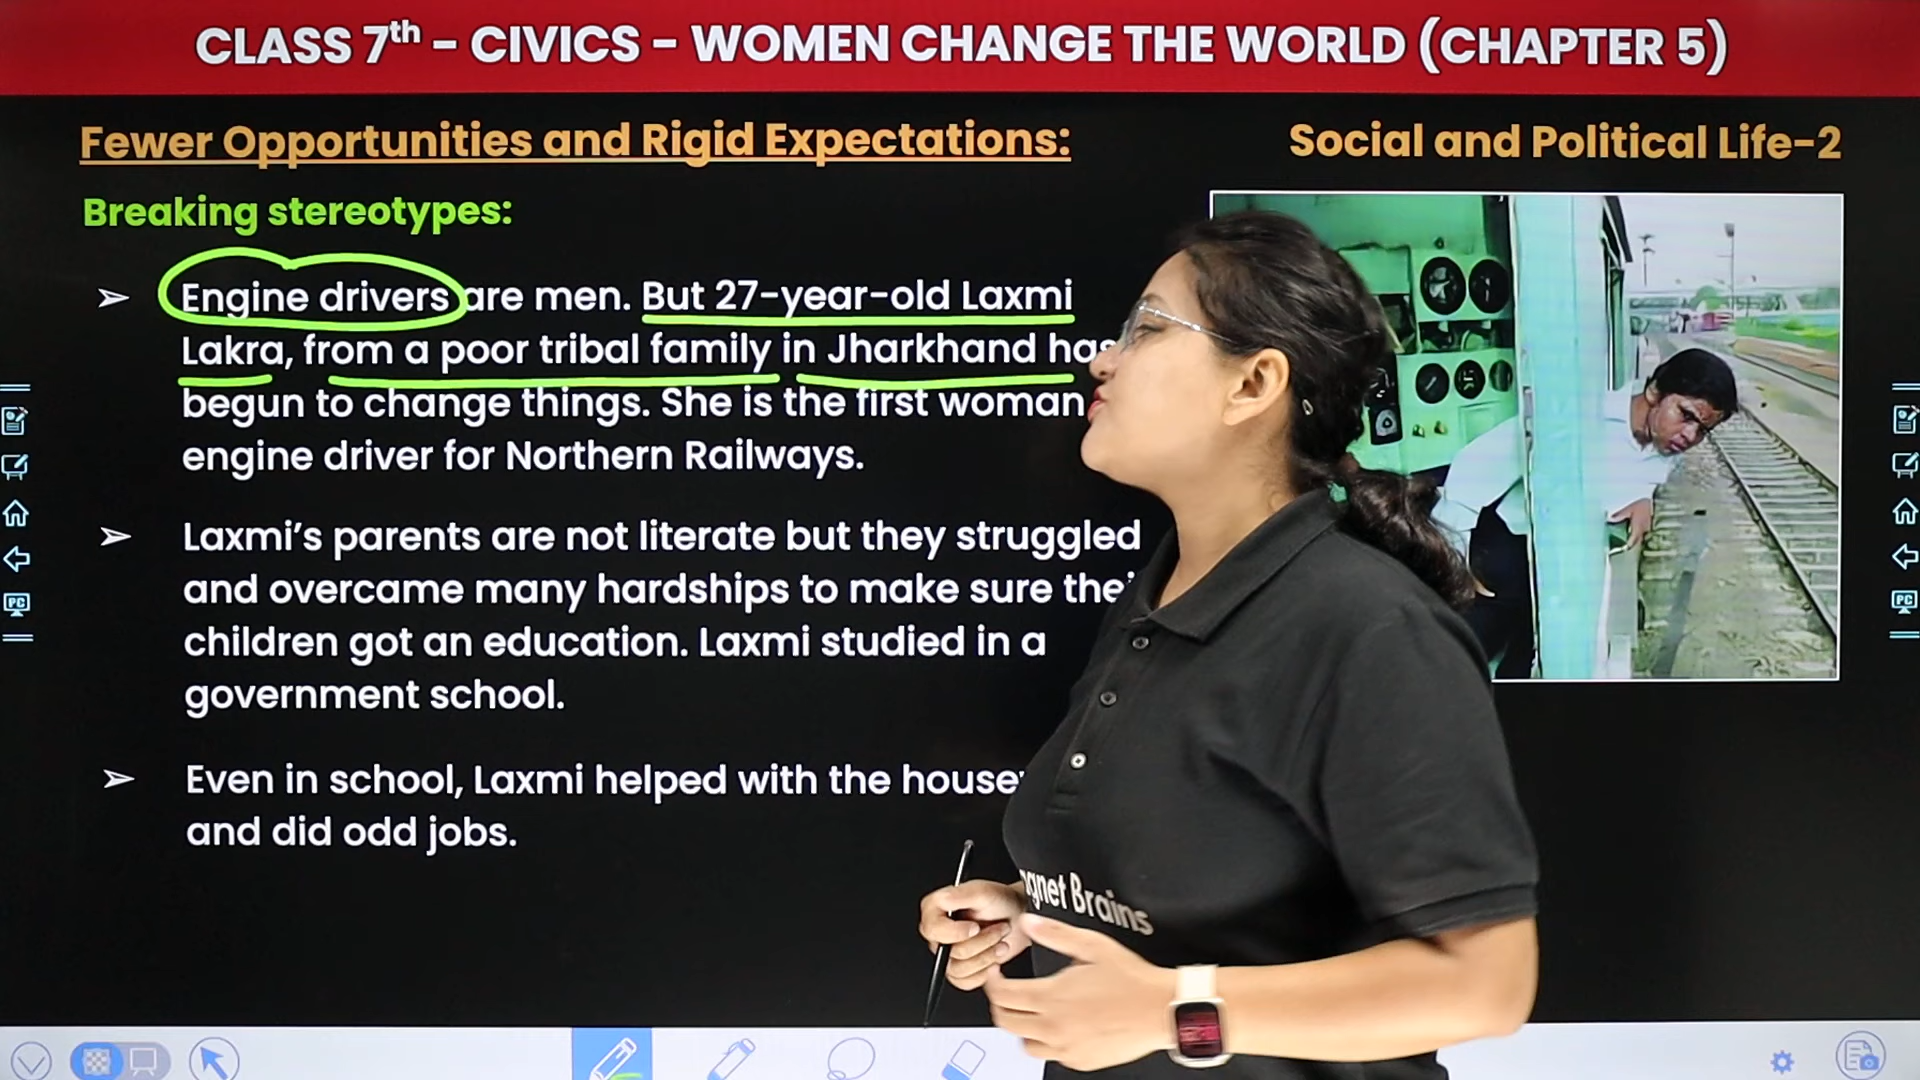 CLASS 7th - CIVICS - WOMEN CHANGE THE WORLD (CHAPTER 5)
Fewer Opportunities and Rigid Expectations:
Social and Political Life-2
Breaking stereotypes:
➢ Engine drivers are men. But 27-year-old Laxmi
Lakra, from a poor tribal family in Jharkhand has
begun to change things. She is the first woman
engine driver for Northern Railways.
➢ Laxmi's parents are not literate but they struggled
and overcame many hardships to make sure
children got an education. Laxmi studied in a
government school.
➢ Even in school, Laxmi helped with the
and did odd jobs.
Brains
PC
PC